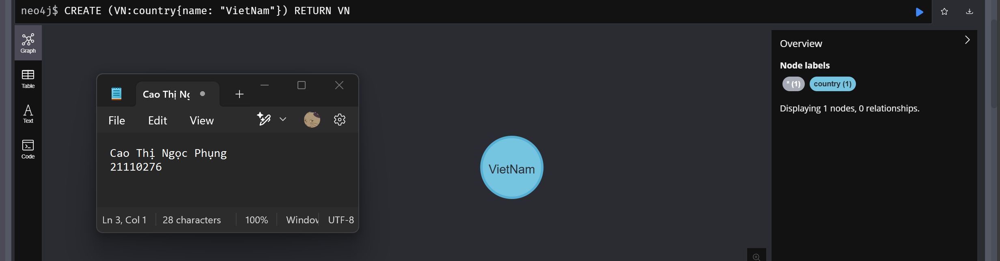 neo4j$ CREATE (VN:country{name: "VietNam"}) RETURN VN
Graph
Table
Text
Code
Cao Thị Ng
File Edit View
Cao Thị Ngọc Phụng
21110276
Ln 3, Col 1 28 characters 100% Window UTF-8
VietNam
Overview
Node labels
* (1) country (1)
Displaying 1 nodes, 0 relationships.